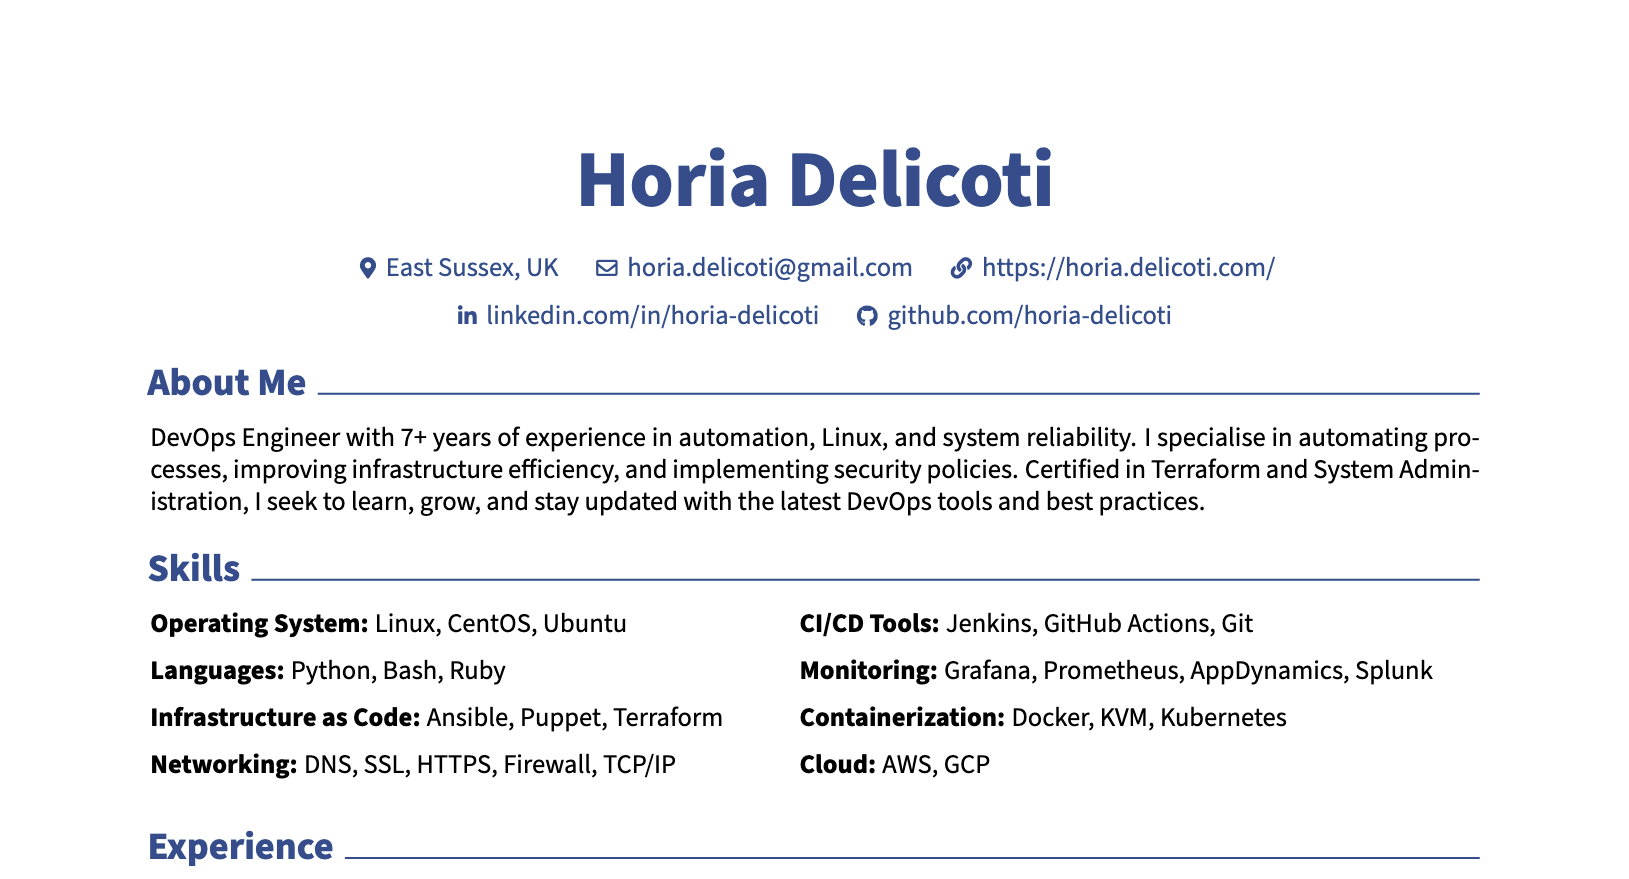 Horia Delicoti
East Sussex, UK horia.delicoti@gmail.com https://horia.delicoti.com/
linkedin.com/in/horia-delicoti github.com/horia-delicoti
About Me
DevOps Engineer with 7+ years of experience in automation, Linux, and system reliability. I specialise in automating pro-
cesses, improving infrastructure efficiency, and implementing security policies. Certified in Terraform and System Admin-
istration, I seek to learn, grow, and stay updated with the latest DevOps tools and best practices.
Skills
Operating System: Linux, CentOS, Ubuntu CI/CD Tools: Jenkins, GitHub Actions, Git
Languages: Python, Bash, Ruby Monitoring: Grafana, Prometheus, AppDynamics, Splunk
Infrastructure as Code: Ansible, Puppet, Terraform Containerization: Docker, KVM, Kubernetes
Networking: DNS, SSL, HTTPS, Firewall, TCP/IP Cloud: AWS, GCP
Experience